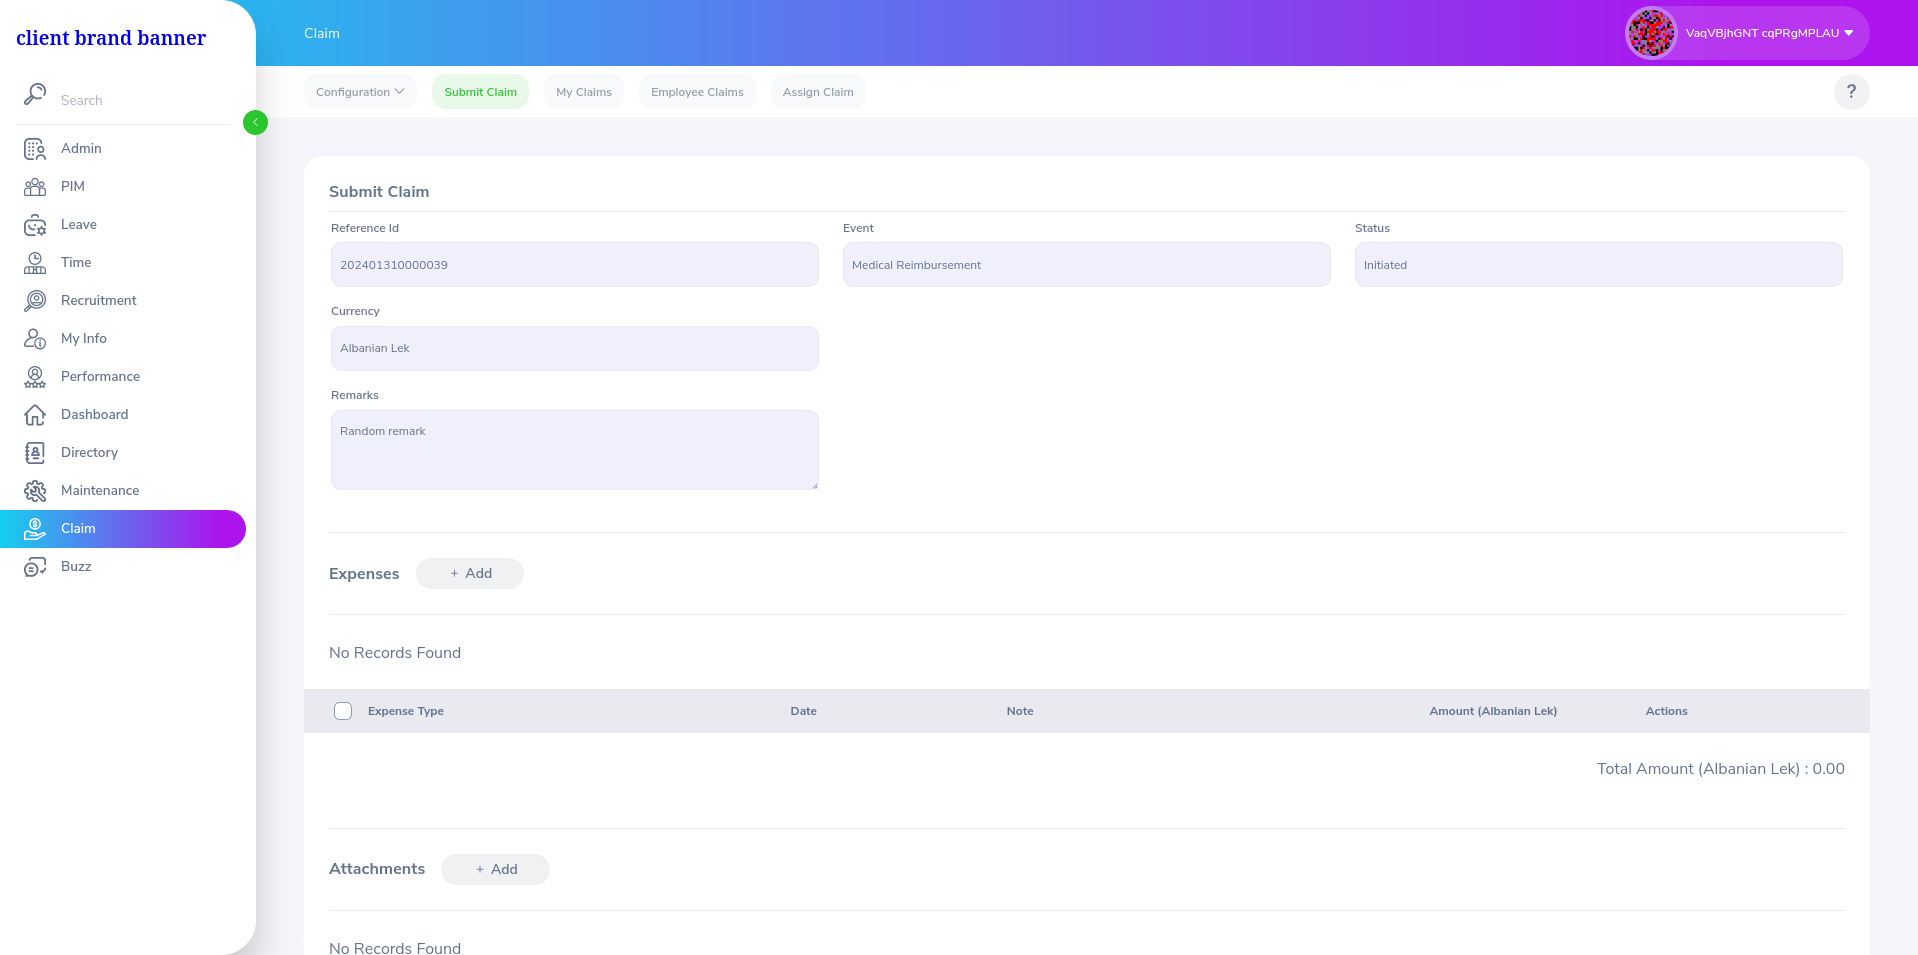 client brand banner
Search
Admin
PIM
Leave
Time
Recruitment
My Info
Performance
Dashboard
Directory
Maintenance
Claim
Buzz
Claim
VaqVBjhGNT cqPRgMPLAU
Configuration
Submit Claim
My Claims
Employee Claims
Assign Claim
?
Submit Claim
Reference Id
Event
Status
202401310000039
Medical Reimbursement
Initiated
Currency
Albanian Lek
Remarks
Random remark
Expenses
+ Add
No Records Found
Expense Type
Date
Note
Amount (Albanian Lek)
Actions
Total Amount (Albanian Lek) : 0.00
Attachments
+ Add
No Records Found